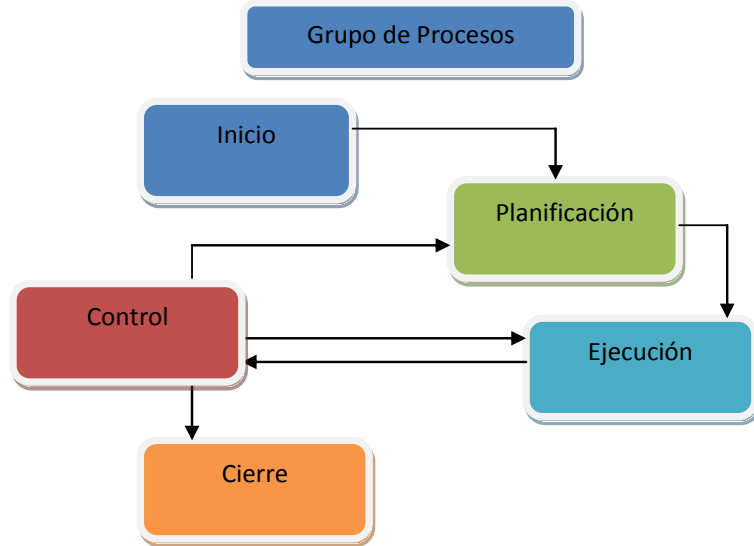 Grupo de Procesos
Inicio
Planificación
Control
Ejecución
Cierre